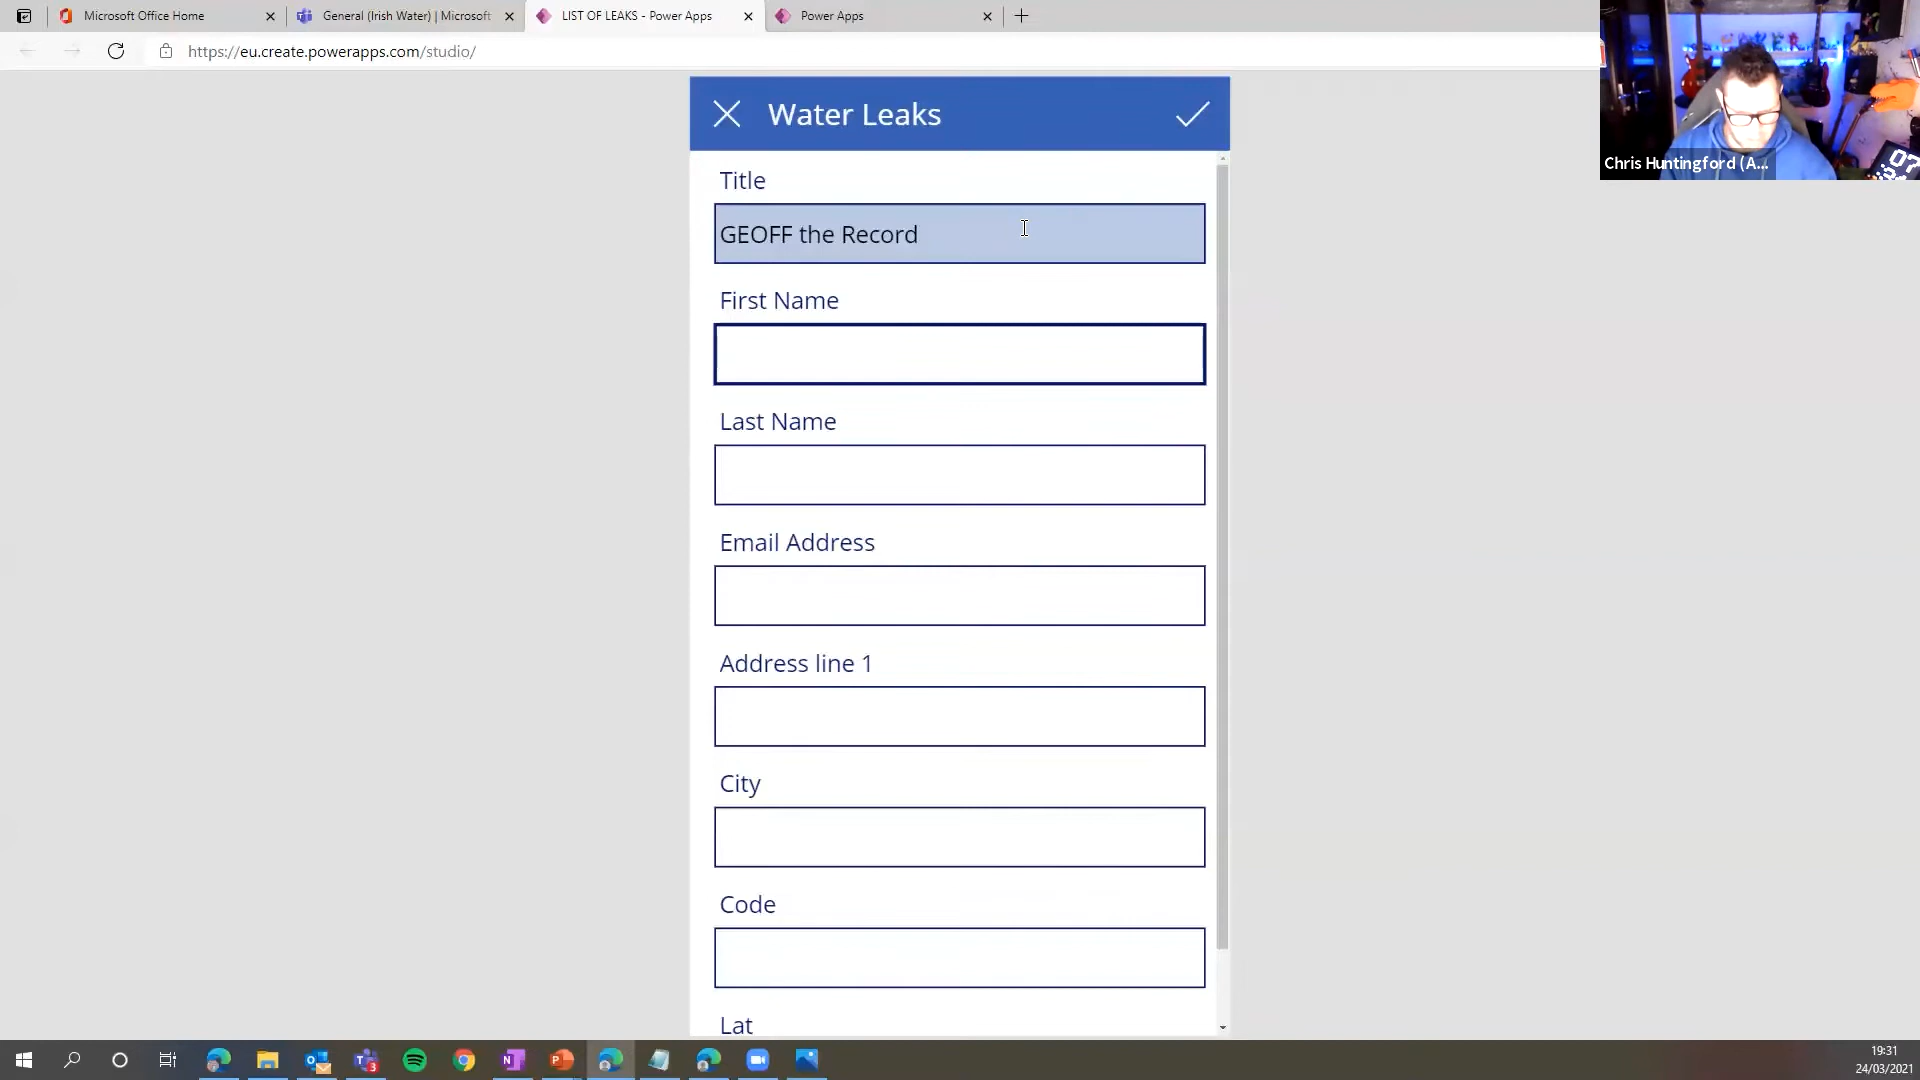 Microsoft Office Home
General (Irish Water) | Microsoft
LIST OF LEAKS - Power Apps
Power Apps
https://eu.create.powerapps.com/studio/
Chris Huntingford (A...
Water Leaks
Title
GEOFF the Record
First Name
Last Name
Email Address
Address line 1
City
Code
Lat
3
19:31
24/03/2021